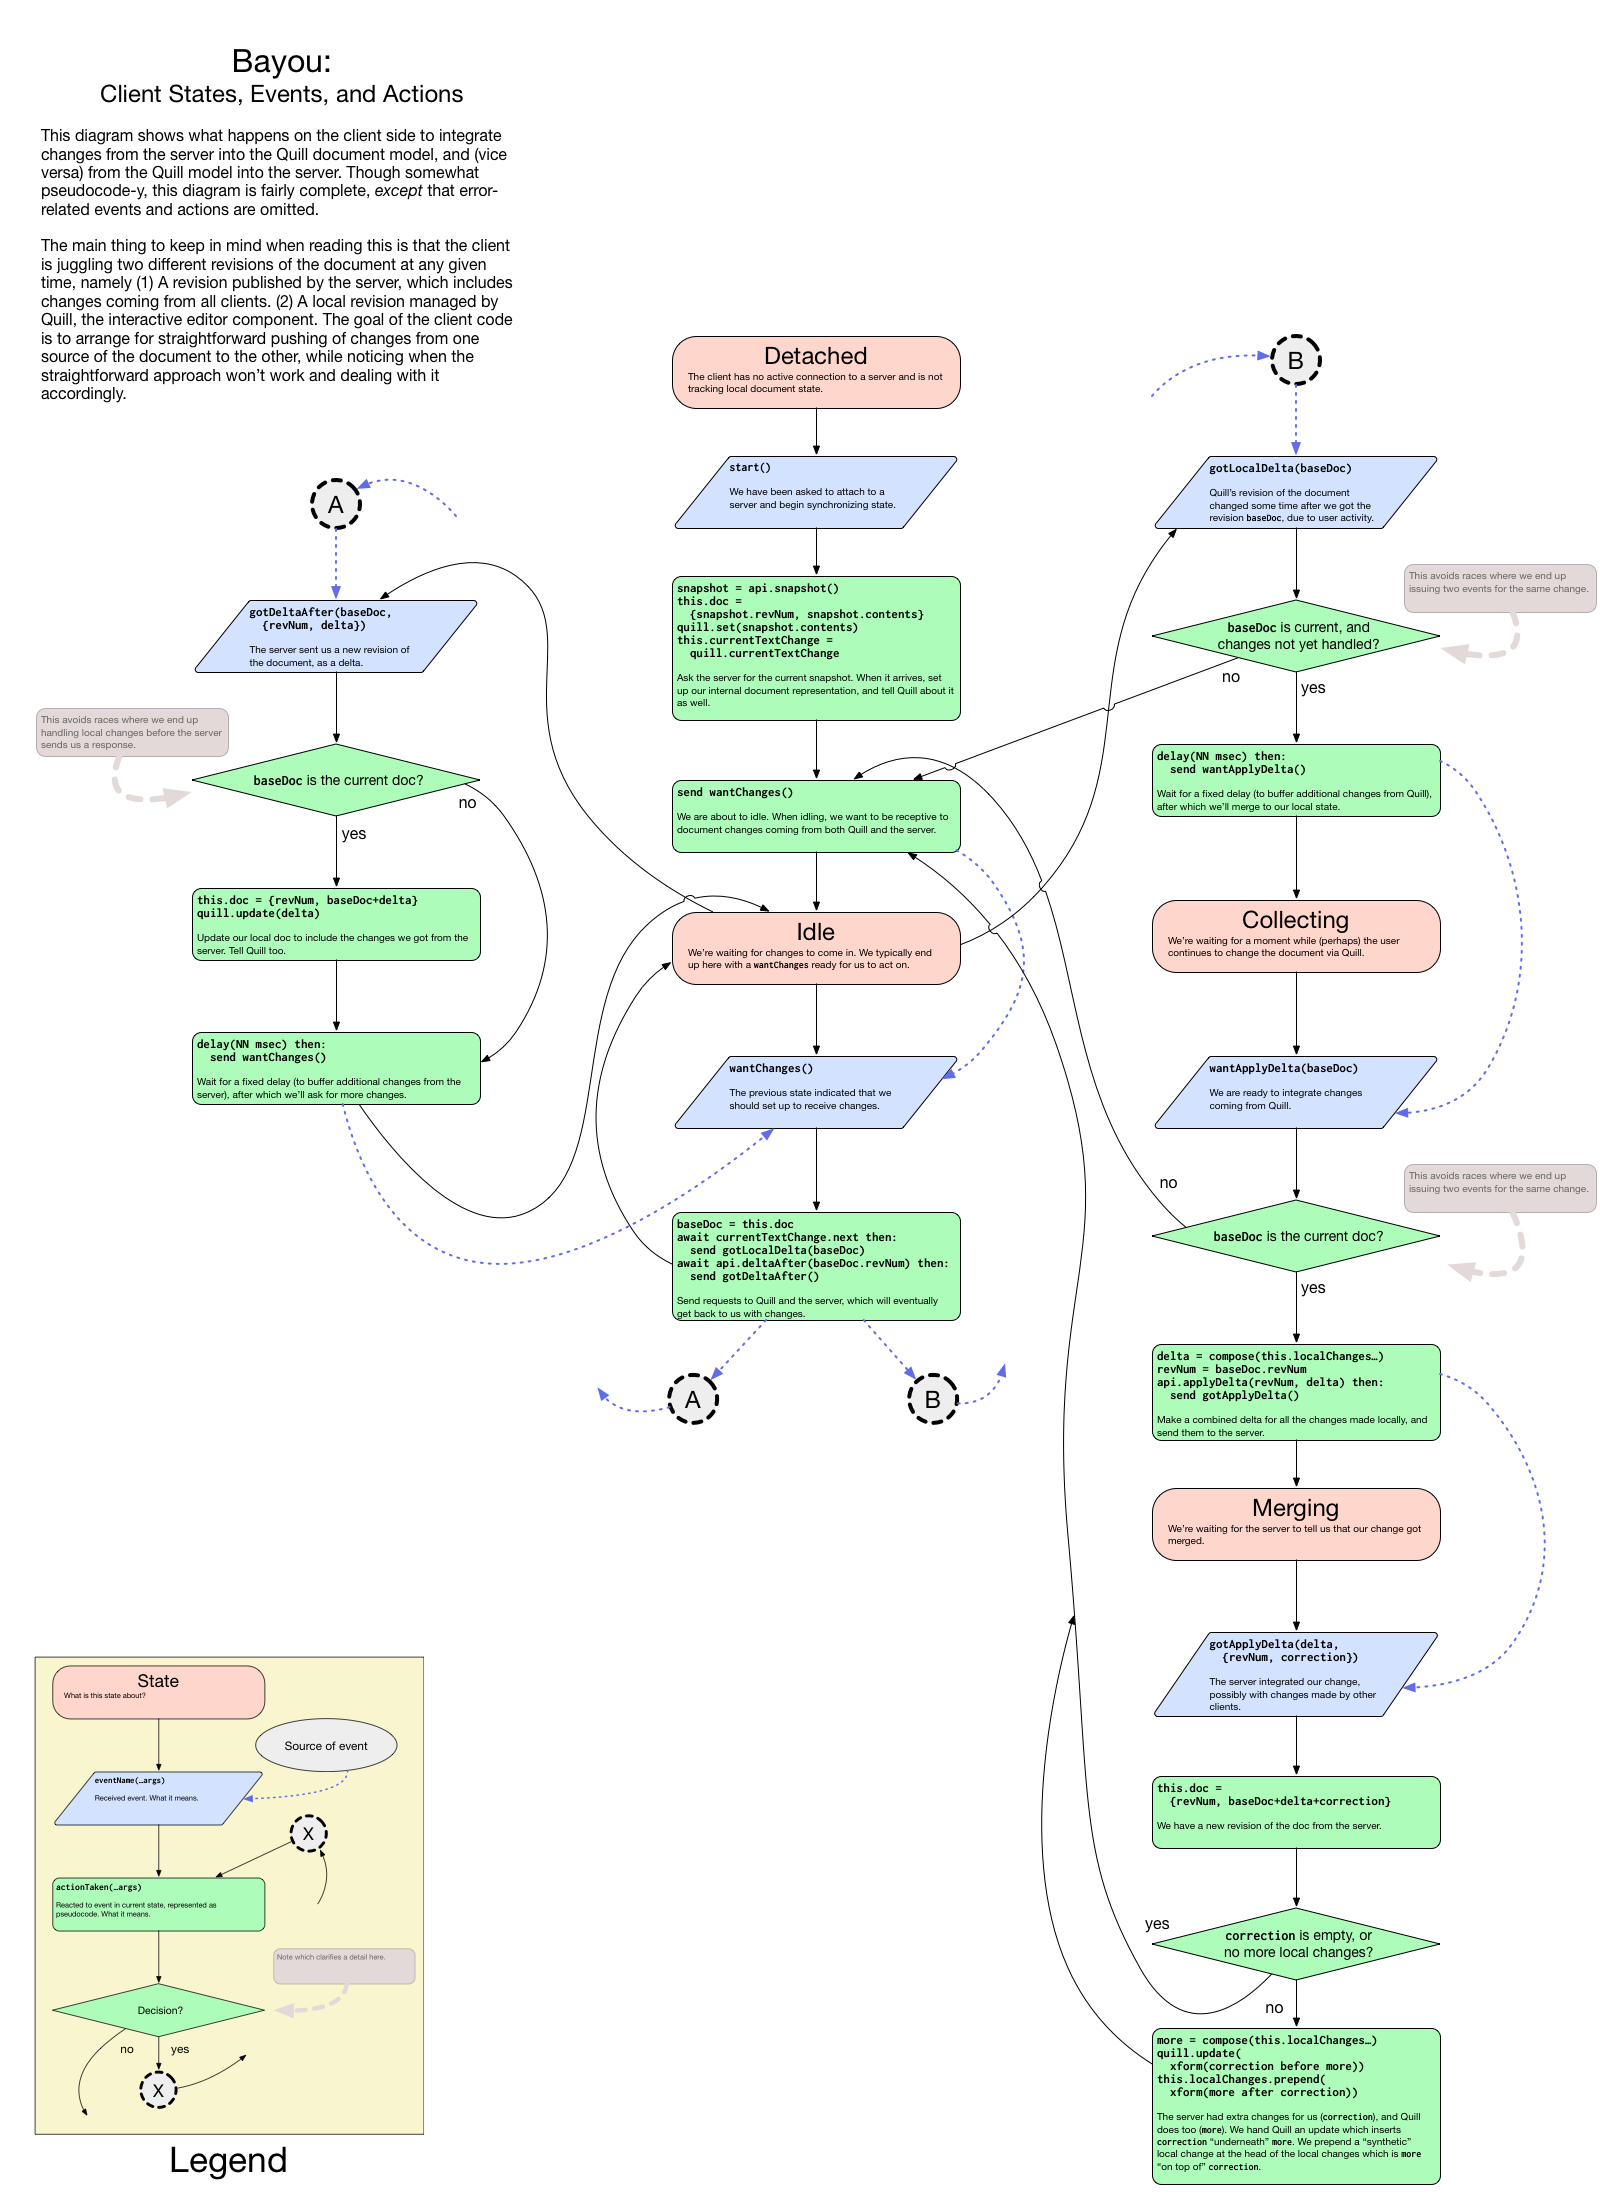 Bayou:
Client States, Events, and Actions
This diagram shows what happens on the client side to integrate
changes from the server into the Quill document model, and (vice
versa) from the Quill model into the server. Though somewhat
pseudocode-y, this diagram is fairly complete, except that error-
related events and actions are omitted.
The main thing to keep in mind when reading this is that the client
is juggling two different revisions of the document at any given
time, namely (1) A revision published by the server, which includes
changes coming from all clients. (2) A local revision managed by
Quill, the interactive editor component. The goal of the client code
is to arrange for straightforward pushing of changes from one
source of the document to the other, while noticing when the
straightforward approach won't work and dealing with it
accordingly.
A
gotDeltaAfter(baseDoc,
{revNum, delta})
The server sent us a new revision of
the document, as a delta.
This avoids races where we end up
handling local changes before the server
sends us a response.
baseDoc is the current doc?
no
yes
this.doc = {revNum, baseDoc+delta}
quill.update(delta)
Update our local doc to include the changes we got from the
server. Tell Quill too.
delay(NN msec) then:
send wantChanges()
Wait for a fixed delay (to buffer additional changes from the
server), after which we'll ask for more changes.
Detached
The client has no active connection to a server and is not
tracking local document state.
start()
We have been asked to attach to a
server and begin synchronizing state.
snapshot = api.snapshot()
this.doc =
{snapshot.revNum, snapshot.contents}
quill.set(snapshot.contents)
this.currentTextChange =
quill.currentTextChange
Ask the server for the current snapshot. When it arrives, set
up our internal document representation, and tell Quill about it
as well.
send wantChanges()
We are about to idle. When idling, we want to be receptive to
document changes coming from both Quill and the server.
Idle
We're waiting for changes to come in. We typically end
up here with a wantChanges ready for us to act on.
wantChanges()
The previous state indicated that we
should set up to receive changes.
baseDoc = this.doc
await currentTextChange.next then:
send gotLocalDelta(baseDoc)
await api.deltaAfter(baseDoc.revNum) then:
send gotDeltaAfter()
Send requests to Quill and the server, which will eventually
get back to us with changes.
A
B
B
gotLocalDelta(baseDoc)
Quill's revision of the document
changed some time after we got the
revision baseDoc, due to user activity.
This avoids races where we end up
issuing two events for the same change.
baseDoc is current, and
changes not yet handled?
no
yes
delay(NN msec) then:
send wantApplyDelta()
Wait for a fixed delay (to buffer additional changes from Quill),
after which we'll merge to our local state.
Collecting
We're waiting for a moment while (perhaps) the user
continues to change the document via Quill.
wantApplyDelta(baseDoc)
We are ready to integrate changes
coming from Quill.
This avoids races where we end up
issuing two events for the same change.
no
baseDoc is the current doc?
yes
delta = compose(this.localChanges…)
revNum = baseDoc.revNum
api.applyDelta(revNum, delta) then:
send gotApplyDelta()
Make a combined delta for all the changes made locally, and
send them to the server.
Merging
We're waiting for the server to tell us that our change got
merged.
gotApplyDelta(delta,
{revNum, correction})
The server integrated our change,
possibly with changes made by other
clients.
this.doc =
{revNum, baseDoc+delta+correction}
We have a new revision of the doc from the server.
yes
correction is empty, or
no more local changes?
no
more = compose(this.localChanges…)
quill.update(
xform(correction before more))
this.localChanges.prepend(
xform(more after correction))
The server had extra changes for us (correction), and Quill
does too (more). We hand Quill an update which inserts
correction “underneath” more. We prepend a “synthetic”
local change at the head of the local changes which is more
“on top of” correction.
State
What is this state about?
Source of event
eventName(…args)
Received event. What it means.
X
actionTaken(…args)
Reacted to event in current state, represented as
pseudocode. What it means.
Note which clarifies a detail here.
Decision?
no
yes
X
Legend